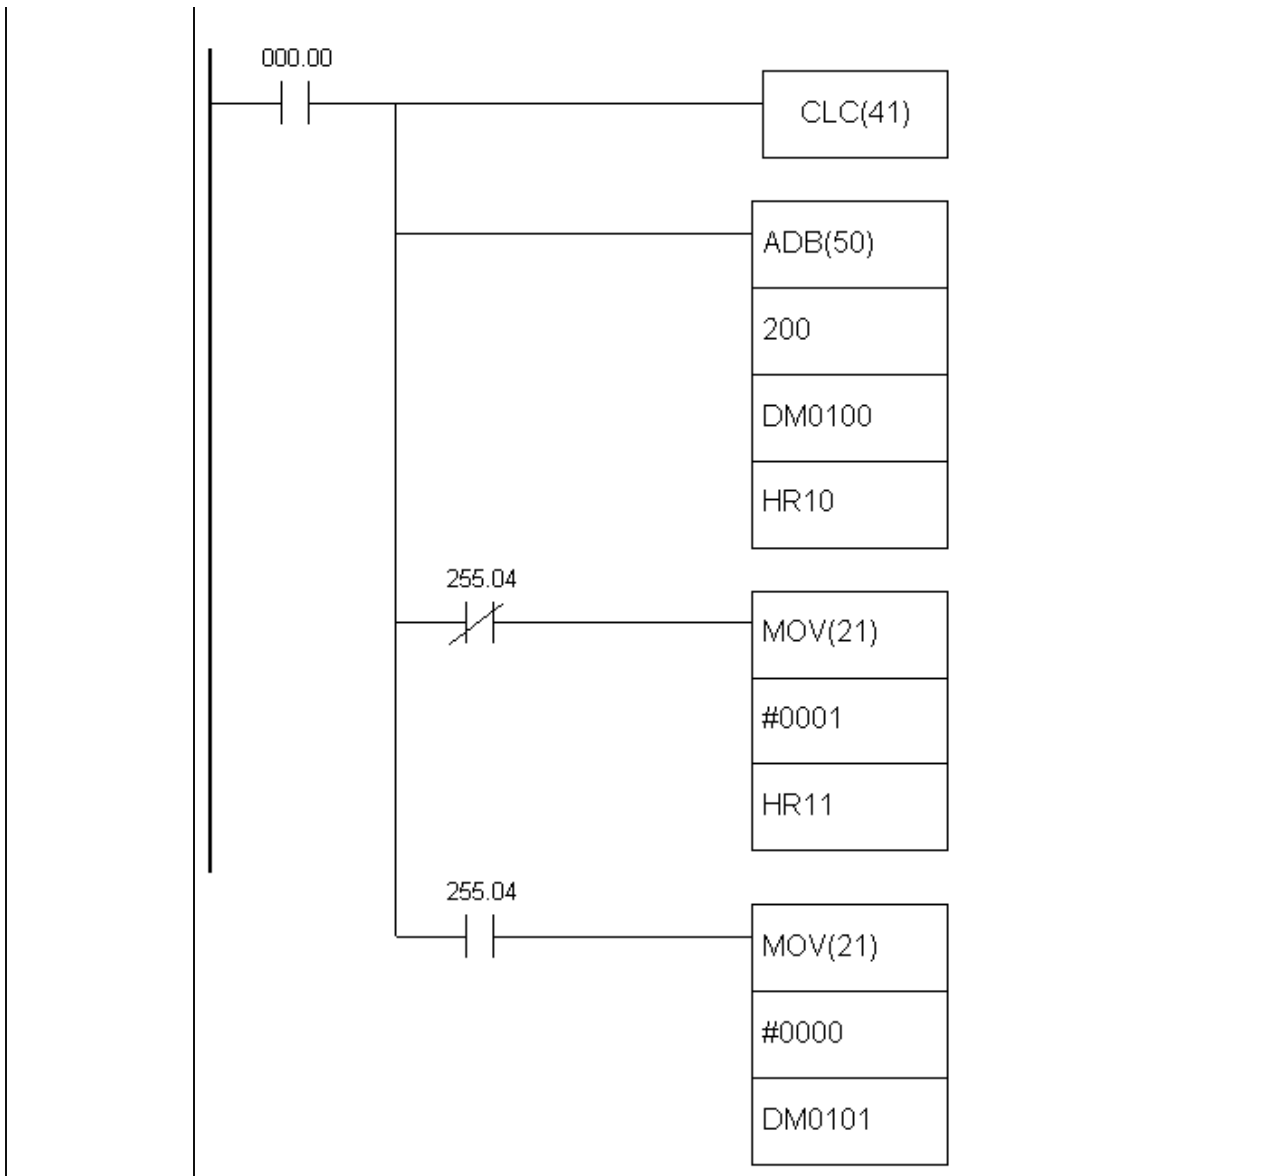 000.00
CLC(41)
ADB(50)
200
DM0100
HR10
255.04
MOV(21)
#0001
HR11
255.04
MOV(21)
#0000
DM0101